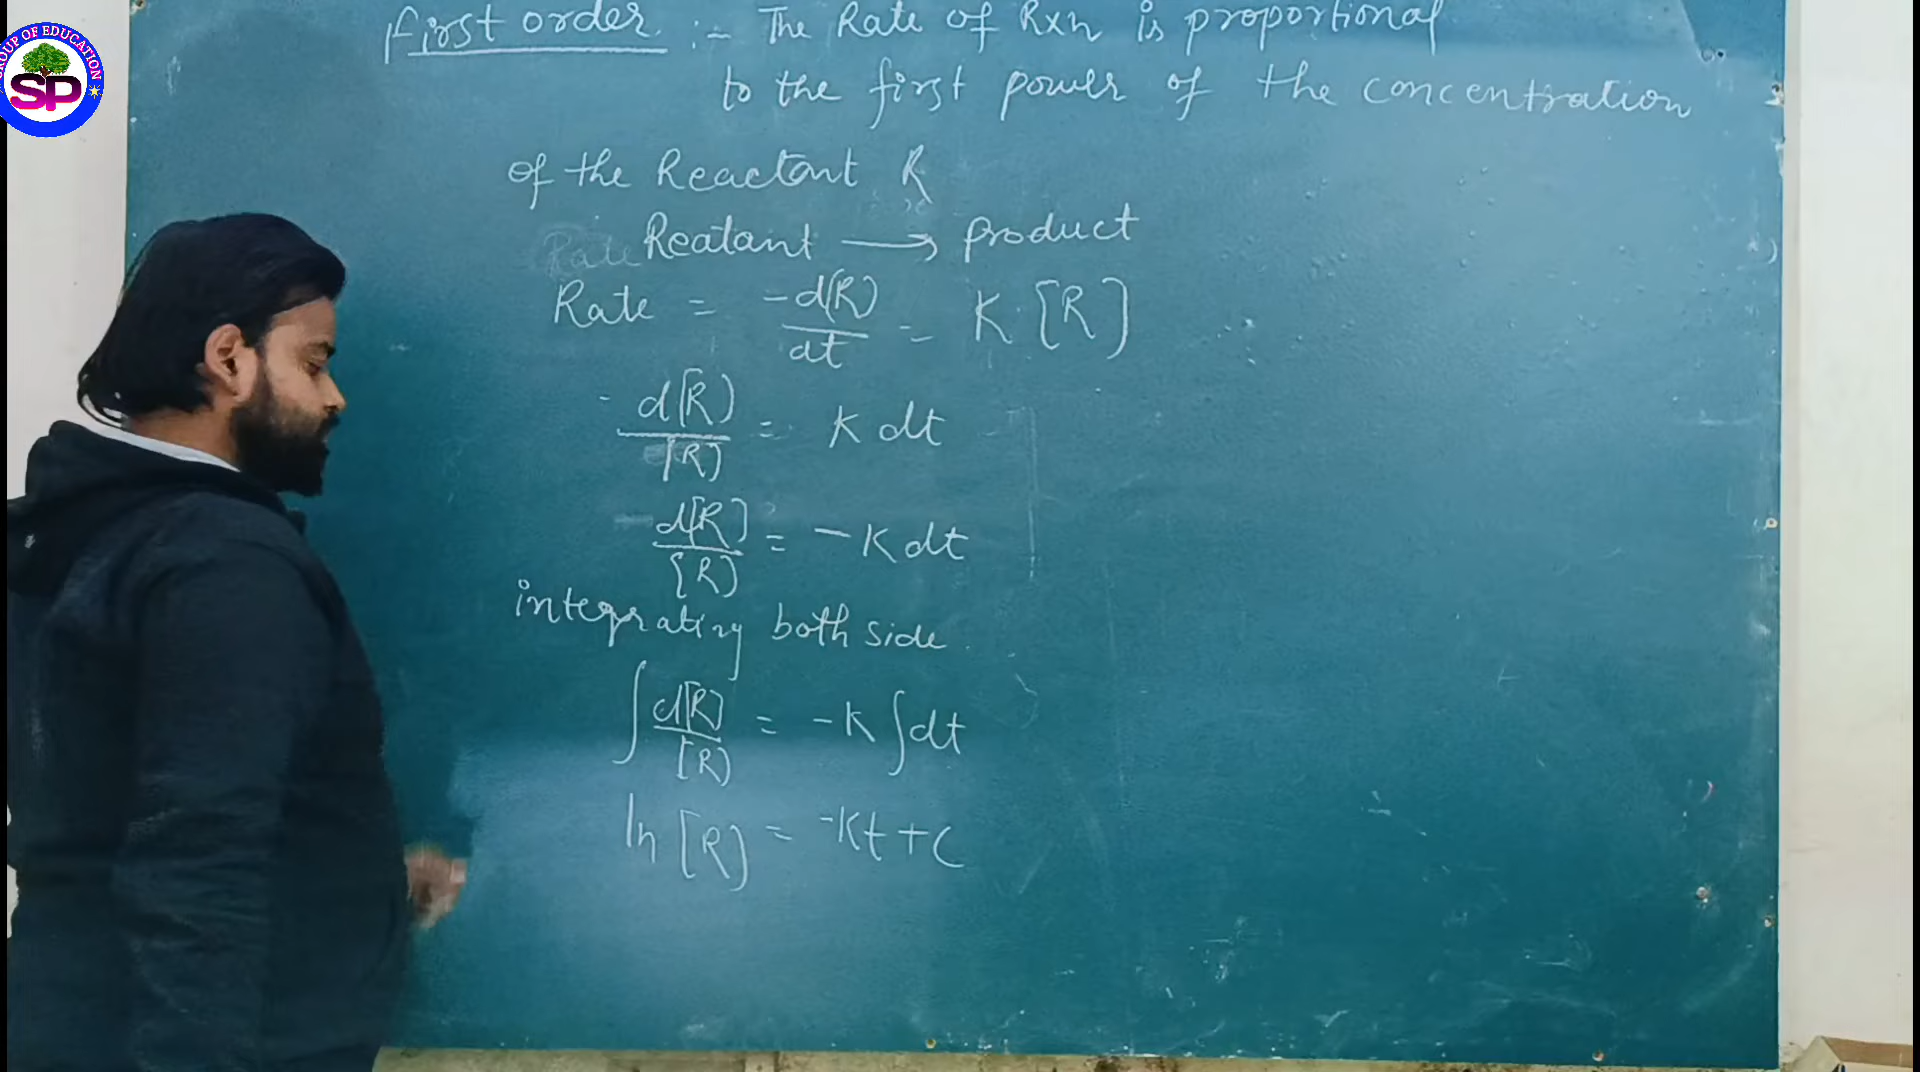 GROUP OF EDUCATION
SP
first order :- The Rate of Rxn is proportional
to the first power of the concentration
of the Reactant R
Rate Reatant ⟶ product
Rate = -d(R)/dt = K [R]
- d[R)/[R] = K dt
d[R]/[R) = -K dt
integrating both side
∫ d[R]/[R) = -K ∫ dt
ln [R) = -Kt + C